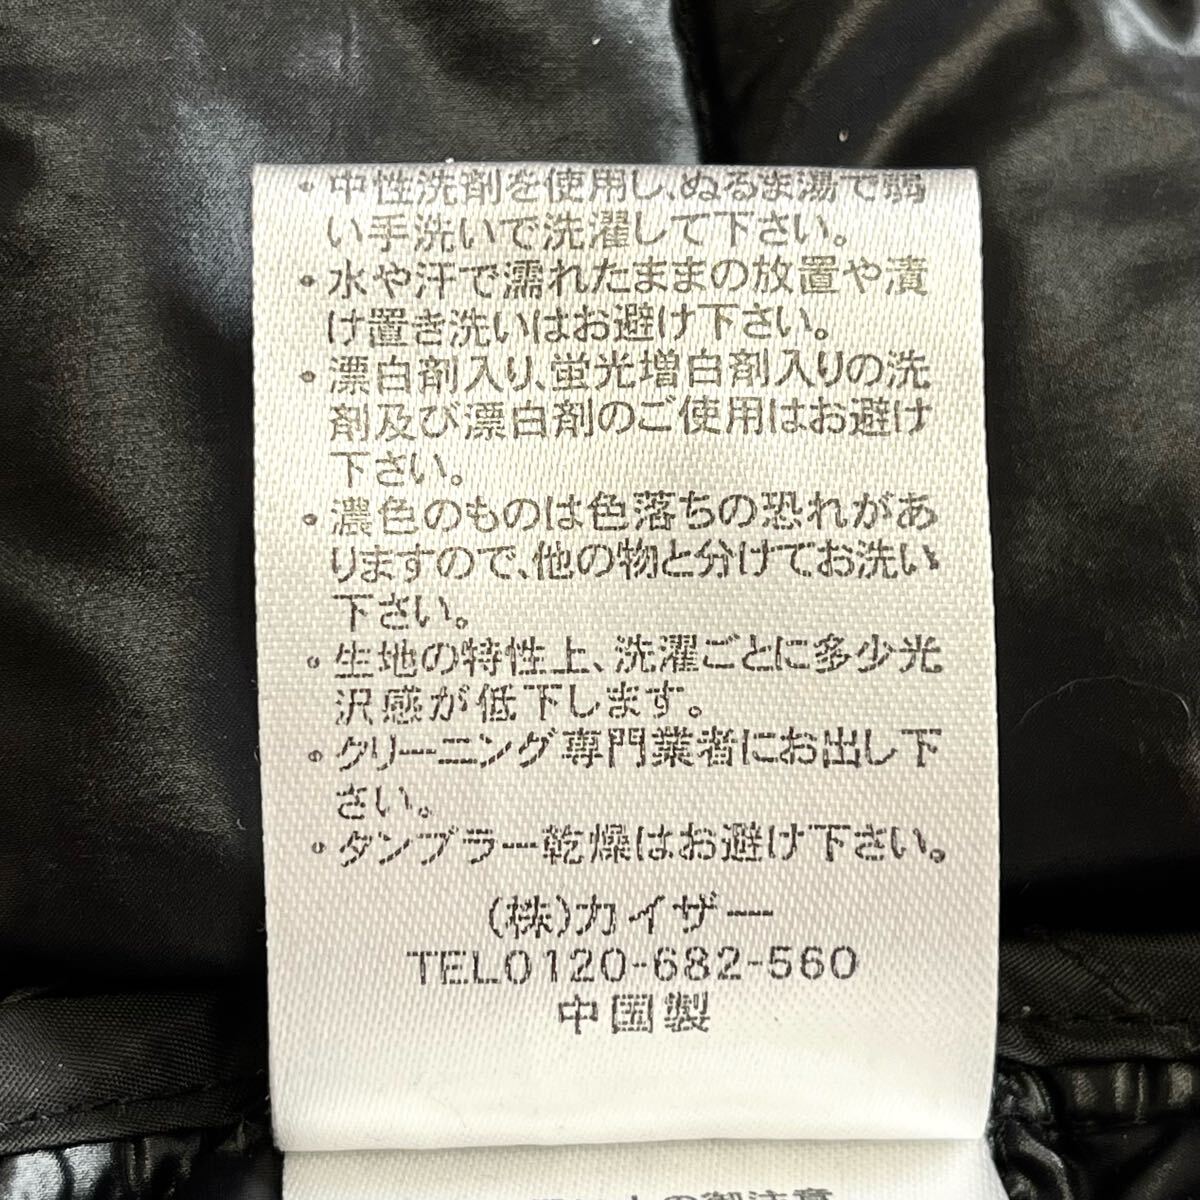 ・中性洗剤を使用し、ぬるま湯で弱
い手洗いで洗濯して下さい。
・水や汗で濡れたままの放置や漬
け置き洗いはお避け下さい。
・漂白剤入り、蛍光増白剤入りの洗
剤及び漂白剤のご使用はお避け
下さい。
・濃色のものは色落ちの恐れがあ
りますので、他の物と分けてお洗い
下さい。
・生地の特性上、洗濯ごとに多少光
沢感が低下します。
・クリーニング専門業者にお出し下
さい。
・タンブラー乾燥はお避け下さい。
(株)カイザー
TEL0120-682-560
中国製
の御注意